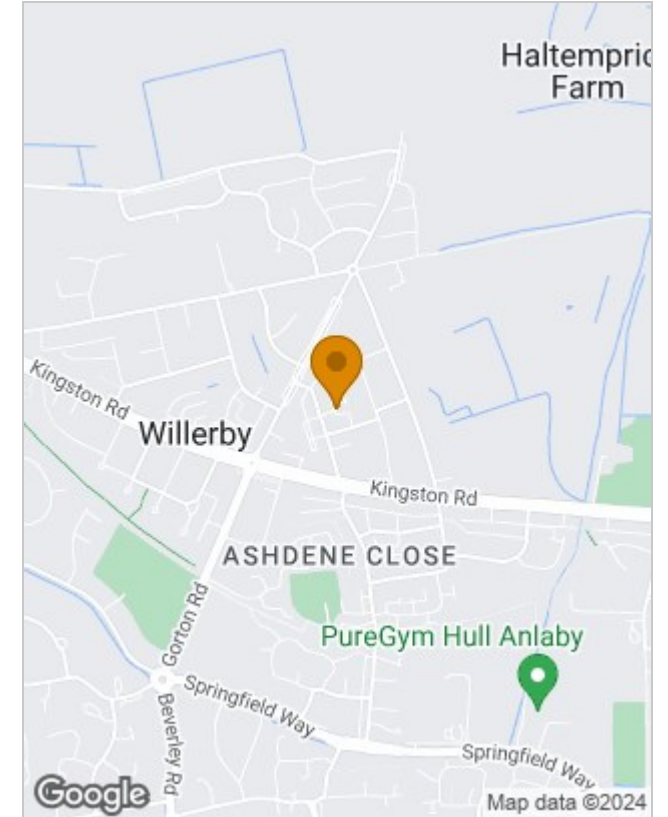 Haltempric
Farm
Kingston Rd
Willerby
Kingston Rd
ASHDENE CLOSE
Gorton Rd
PureGym Hull Anlaby
Springfield Way
Beverley Rd
Springfield Way
Google
Map data ©2024